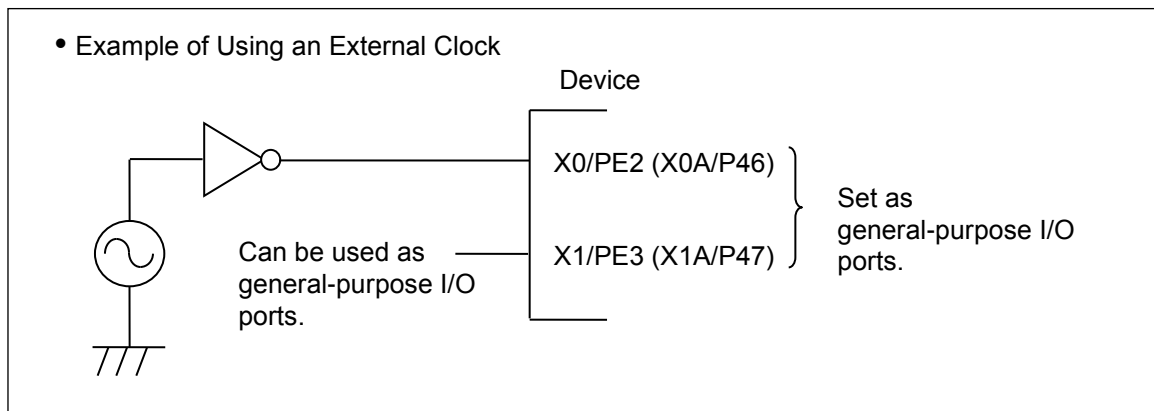 • Example of Using an External Clock
Device
X0/PE2 (X0A/P46)
Set as
general-purpose I/O
ports.
Can be used as
general-purpose I/O
ports.
X1/PE3 (X1A/P47)